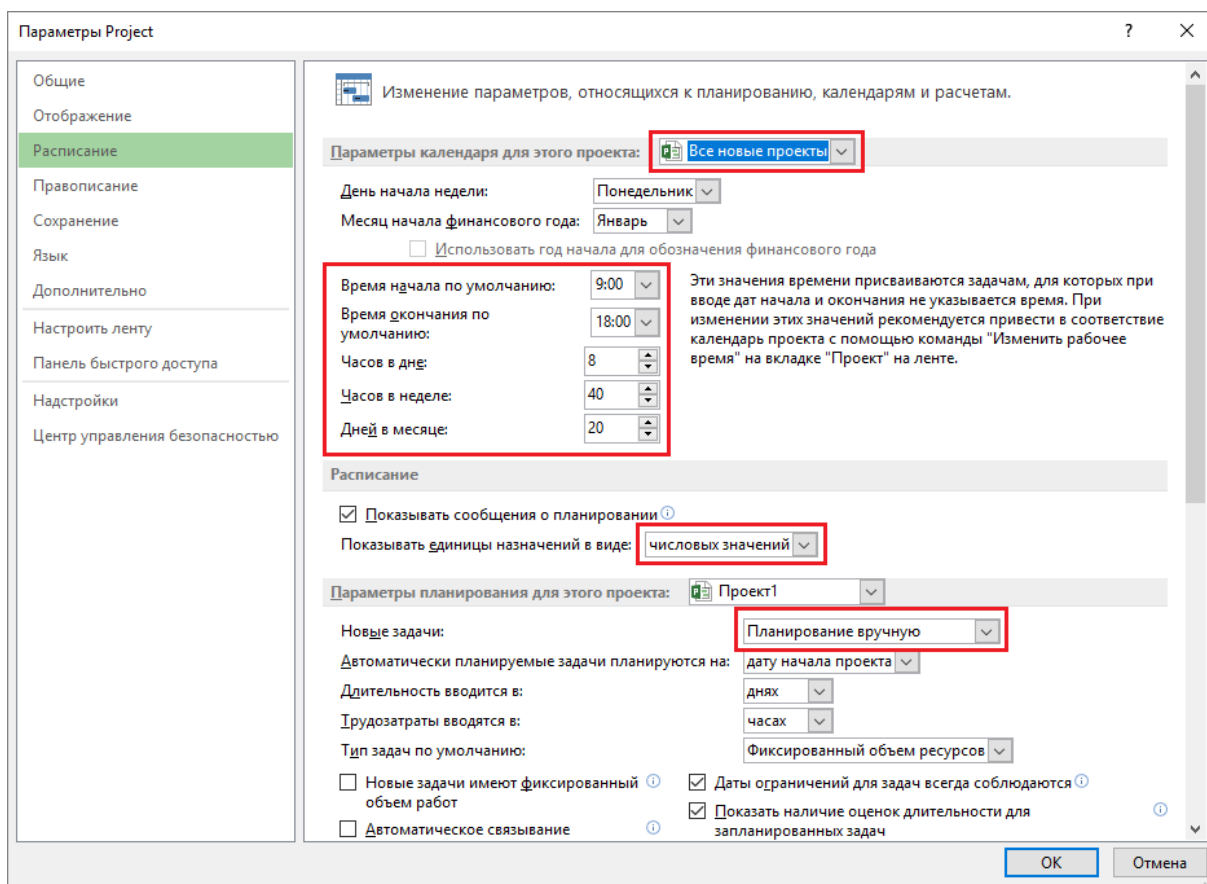 Параметры Project
?
Общие
Отображение
Расписание
Правописание
Сохранение
Язык
Дополнительно
Настроить ленту
Панель быстрого доступа
Надстройки
Центр управления безопасностью
Изменение параметров, относящихся к планированию, календарям и расчетам.
Параметры календаря для этого проекта: Все новые проекты
День начала недели: Понедельник
Месяц начала финансового года: Январь
Использовать год начала для обозначения финансового года
Время начала по умолчанию: 9:00
Время окончания по
умолчанию: 18:00
Часов в дне: 8
Часов в неделе: 40
Дней в месяце: 20
Эти значения времени присваиваются задачам, для которых при
вводе дат начала и окончания не указывается время. При
изменении этих значений рекомендуется привести в соответствие
календарь проекта с помощью команды "Изменить рабочее
время" на вкладке "Проект" на ленте.
Расписание
Показывать сообщения о планировании
Показывать единицы назначений в виде: числовых значений
Параметры планирования для этого проекта: Проект1
Новые задачи: Планирование вручную
Автоматически планируемые задачи планируются на: дату начала проекта
Длительность вводится в: днях
Трудозатраты вводятся в: часах
Тип задач по умолчанию: Фиксированный объем ресурсов
Новые задачи имеют фиксированный
объем работ
Автоматическое связывание
Даты ограничений для задач всегда соблюдаются
Показать наличие оценок длительности для
запланированных задач
ОК
Отмена